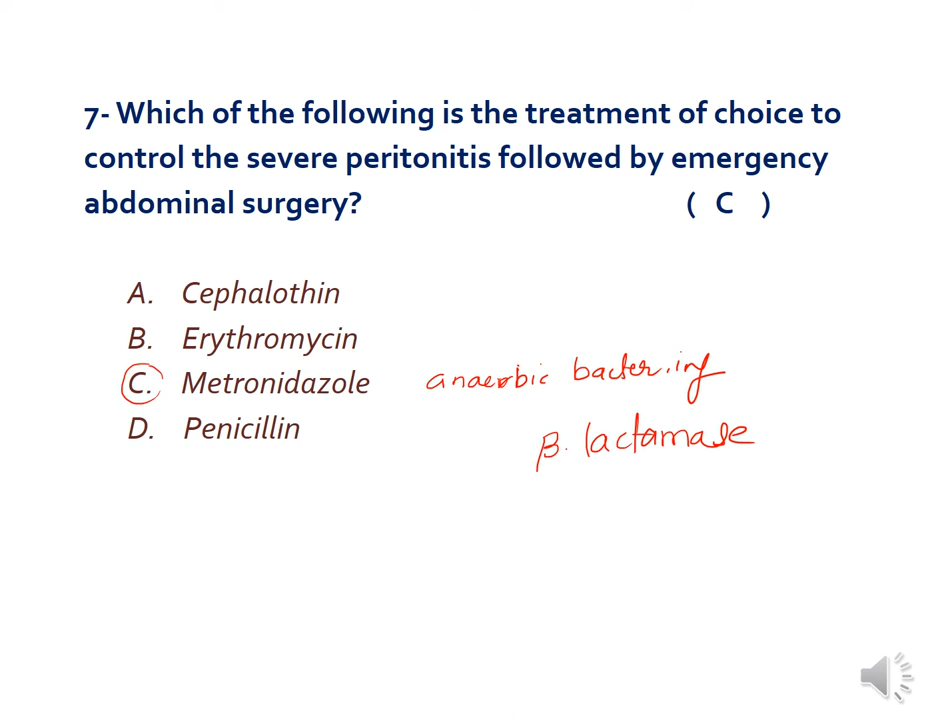 7- Which of the following is the treatment of choice to
control the severe peritonitis followed by emergency
abdominal surgery? ( C )
A. Cephalothin
B. Erythromycin
C. Metronidazole anaerobic bacter. inf
D. Penicillin β. lactamase